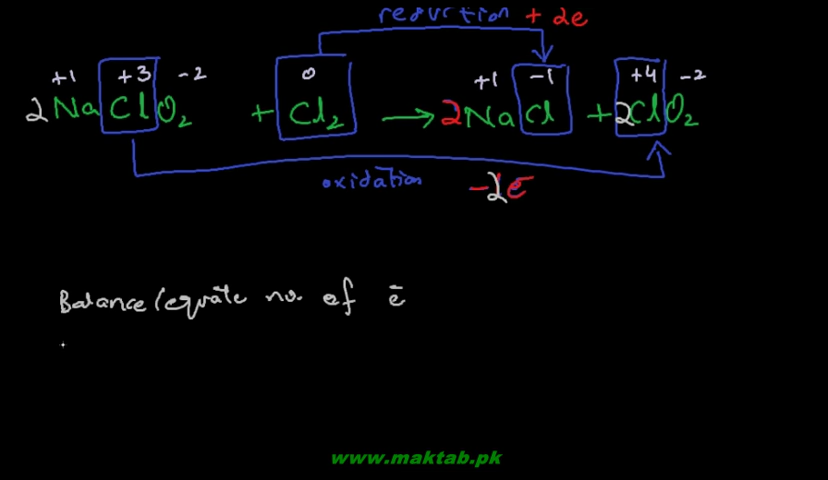 reduction + 2e
+1 +3 -2 0 +1 -1 +4 -2
2NaClO2 + Cl2 → 2NaCl + 2ClO2
oxidation -2e
Balance/equate no. of ē
www.maktab.pk